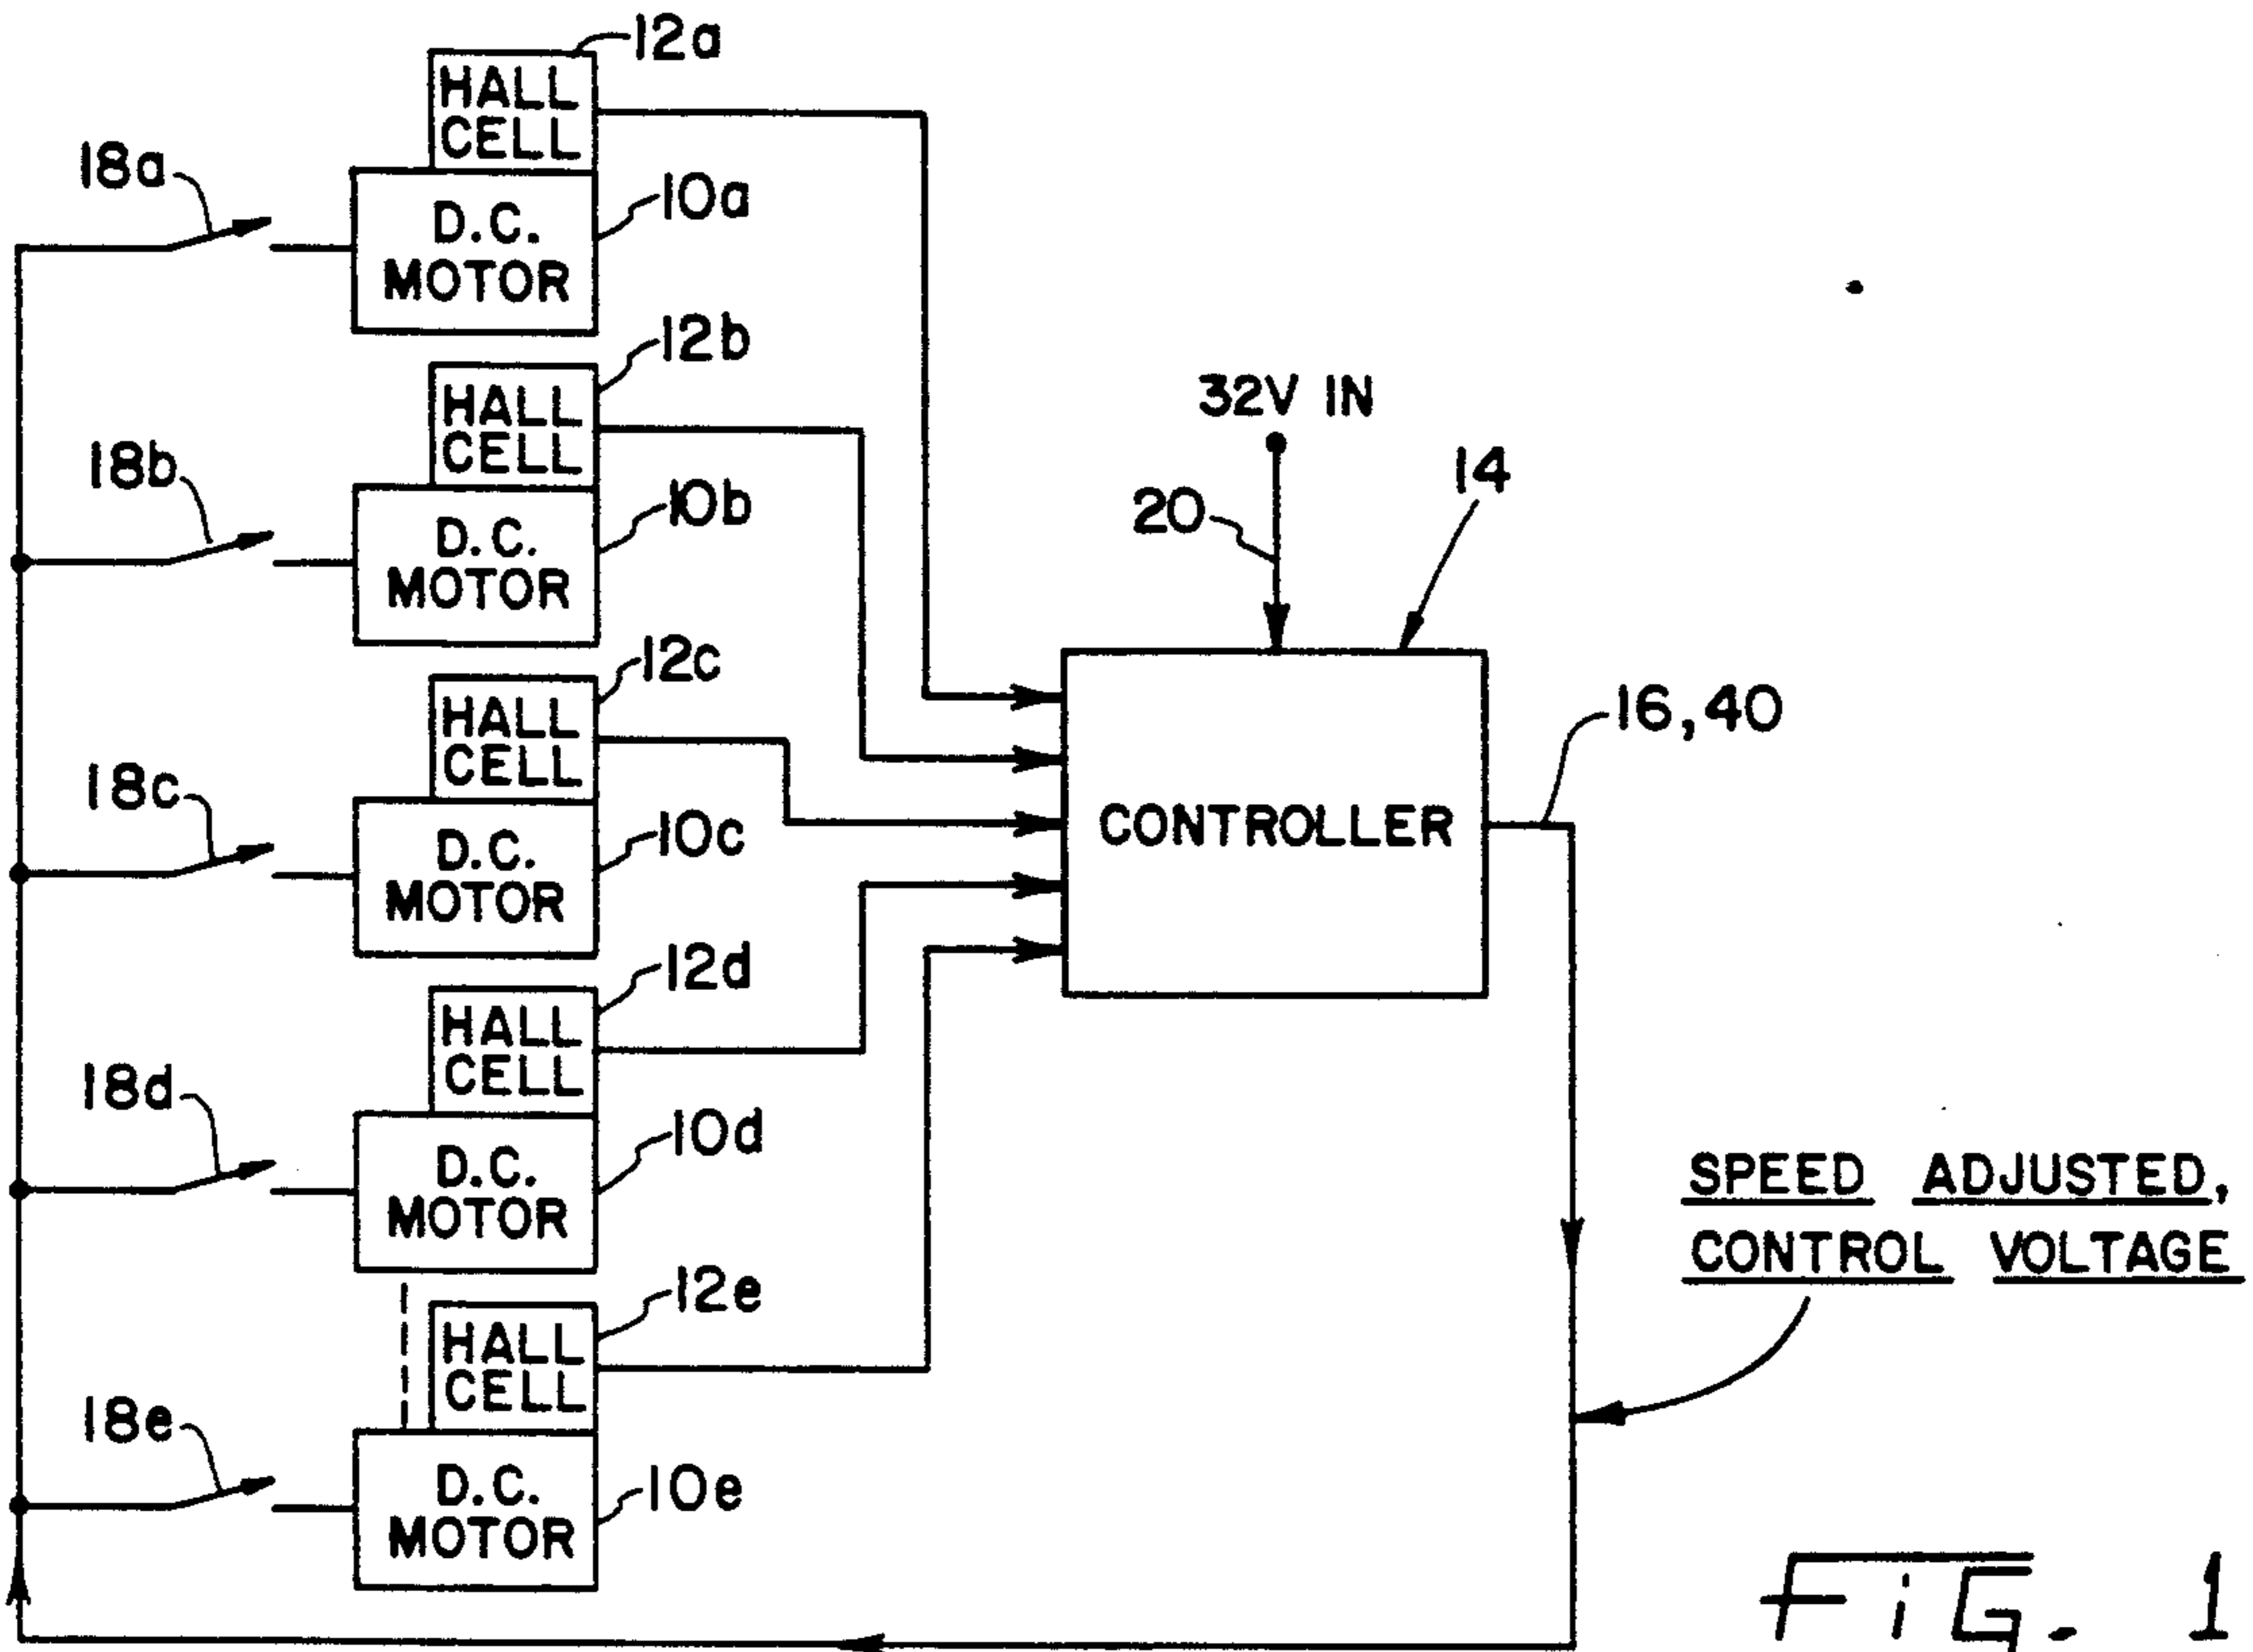 12a
HALL
CELL
18a
10a
D.C.
MOTOR
12b
HALL
CELL
32V IN
18b
14
10b
20
D.C.
MOTOR
12c
HALL
CELL
16,40
18c
10c
CONTROLLER
D.C.
MOTOR
12d
HALL
CELL
18d
10d
D.C.
MOTOR
SPEED ADJUSTED,
CONTROL VOLTAGE
12e
HALL
CELL
18e
10e
D.C.
MOTOR
FiG. 1